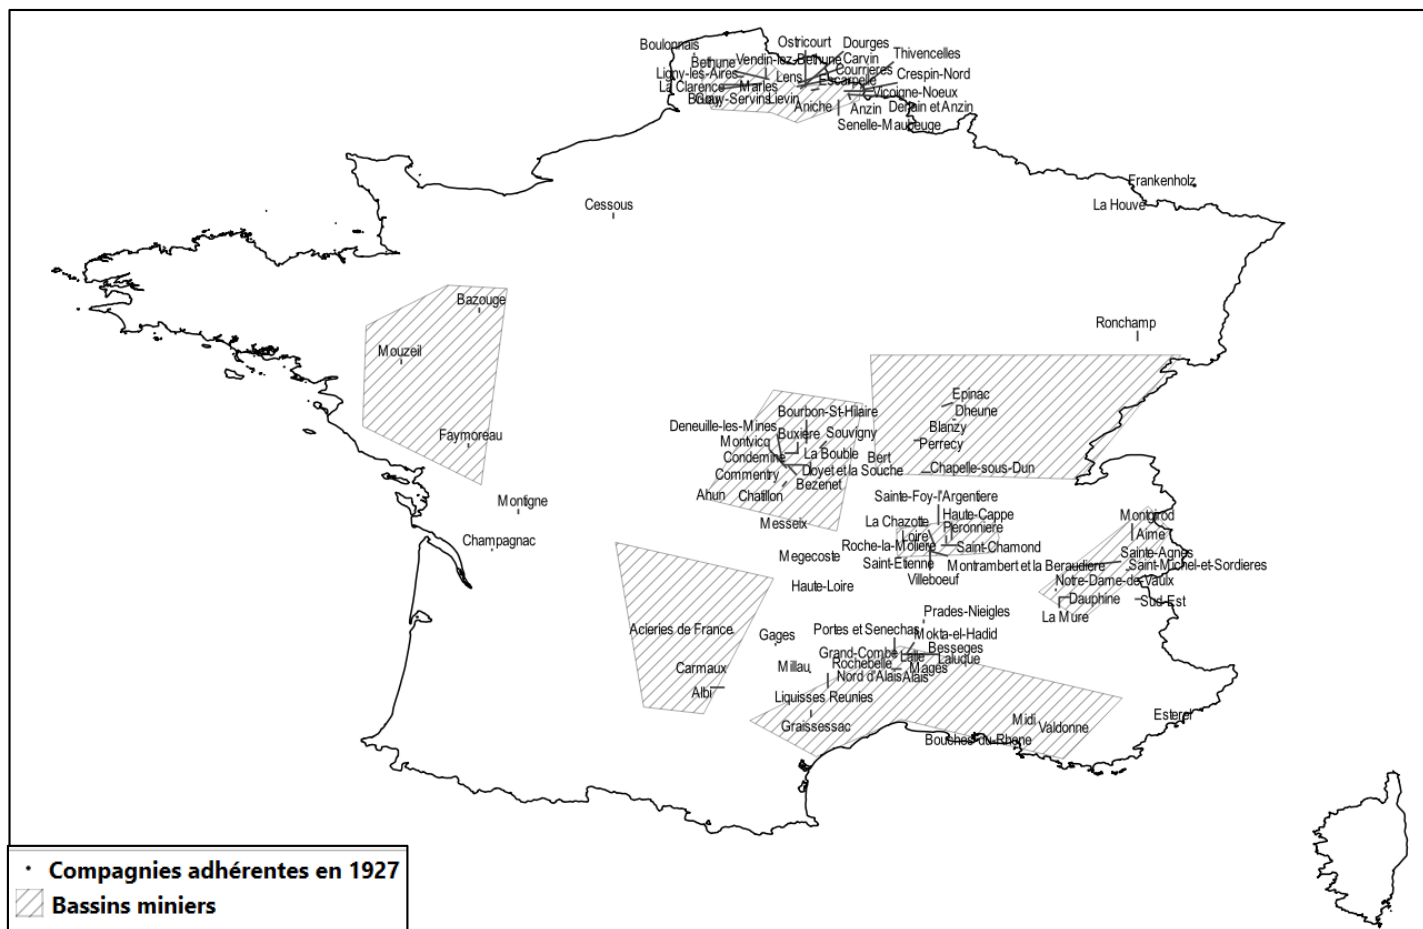 Ostricourt
Dourges
Boulonnais
Thivencelles
Bethune
Vendin-lez-Bethune
Carvin
Courrieres
Ligny-les-Aires
Lens
Escarpelle
Crespin-Nord
La Clarence
Marles
Vicoigne-Noeux
Gouy-Servins
Lievin
Aniche
Anzin
Denain et Anzin
Senelle-Maubeuge
Frankenholz
La Houve
Cessous
Bazouge
Ronchamp
Mouzeil
Epinac
Dheune
Bourbon-St-Hilaire
Deneuille-les-Mines
Buxiere
Souvigny
Blanzy
Faymoreau
Montvicq
Perrecy
Condemine
La Bouble
Bert
Commentry
Doyet et la Souche
Chapelle-sous-Dun
Bezenet
Ahun
Chatillon
Sainte-Foy-l'Argentiere
Montigne
Messeix
La Chazotte
Haute-Cappe
Montgirod
Peronniere
Loire
Aime
Champagnac
Roche-la-Moliere
Saint-Chamond
Sainte-Agnes
Megecoste
Saint-Etienne
Montrambert et la Beraudiere
Saint-Michel-et-Sordieres
Villeboeuf
Notre-Dame-de-Vaulx
Haute-Loire
Dauphine
Sud-Est
La Mure
Prades-Nieigles
Acieries de France
Gages
Portes et Senechas
Mokta-el-Hadid
Besseges
Grand-Combe
Lalle
Laluque
Carmaux
Millau
Rochebelle
Mages
Nord d'Alais
Alais
Albi
Liquisses Reunies
Graissessac
Midi
Valdonne
Esterel
Bouches-du-Rhone
Compagnies adhérentes en 1927
Bassins miniers